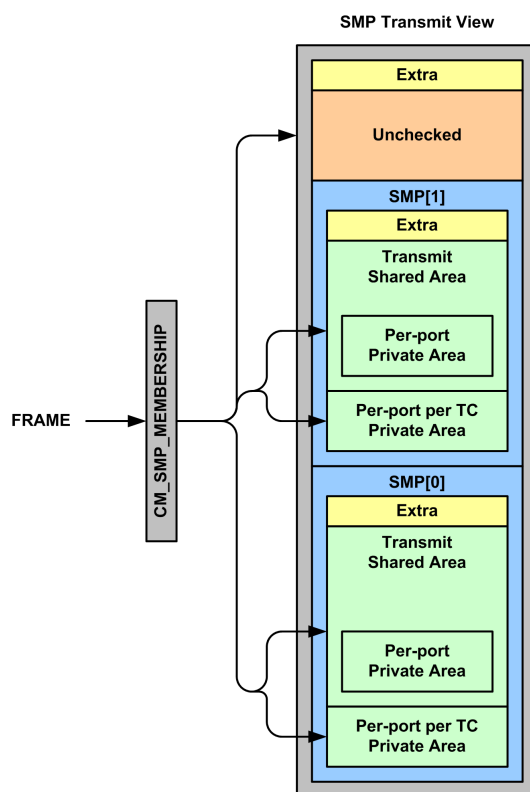 SMP Transmit View
Extra
Unchecked
SMP[1]
Extra
Transmit
Shared Area
Per-port
Private Area
Per-port per TC
Private Area
FRAME
CM_SMP_MEMBERSHIP
SMP[0]
Extra
Transmit
Shared Area
Per-port
Private Area
Per-port per TC
Private Area